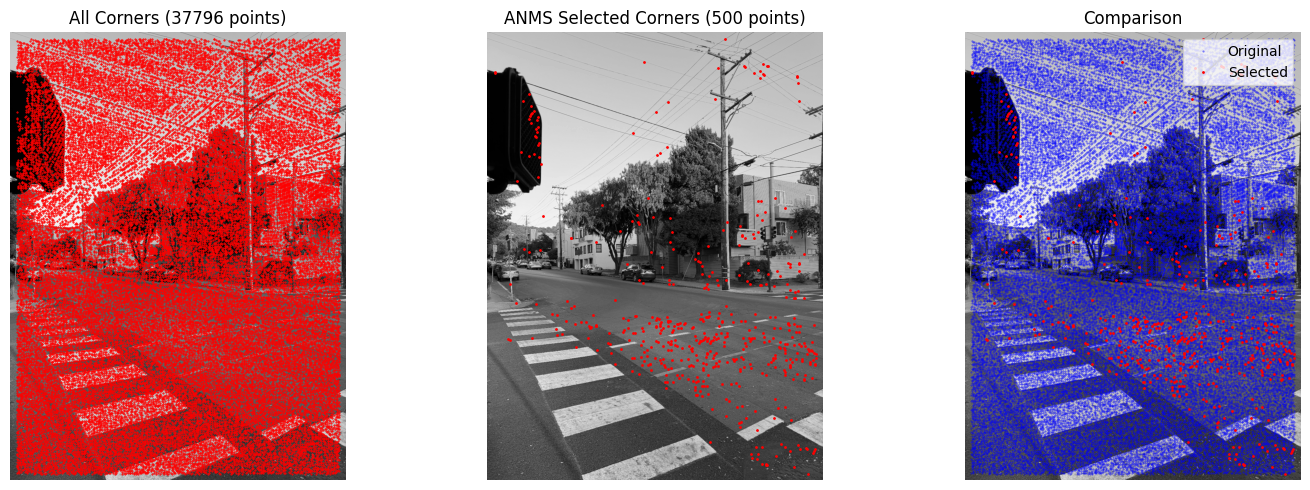 All Corners (37796 points)
ANMS Selected Corners (500 points)
Comparison
Original
Selected